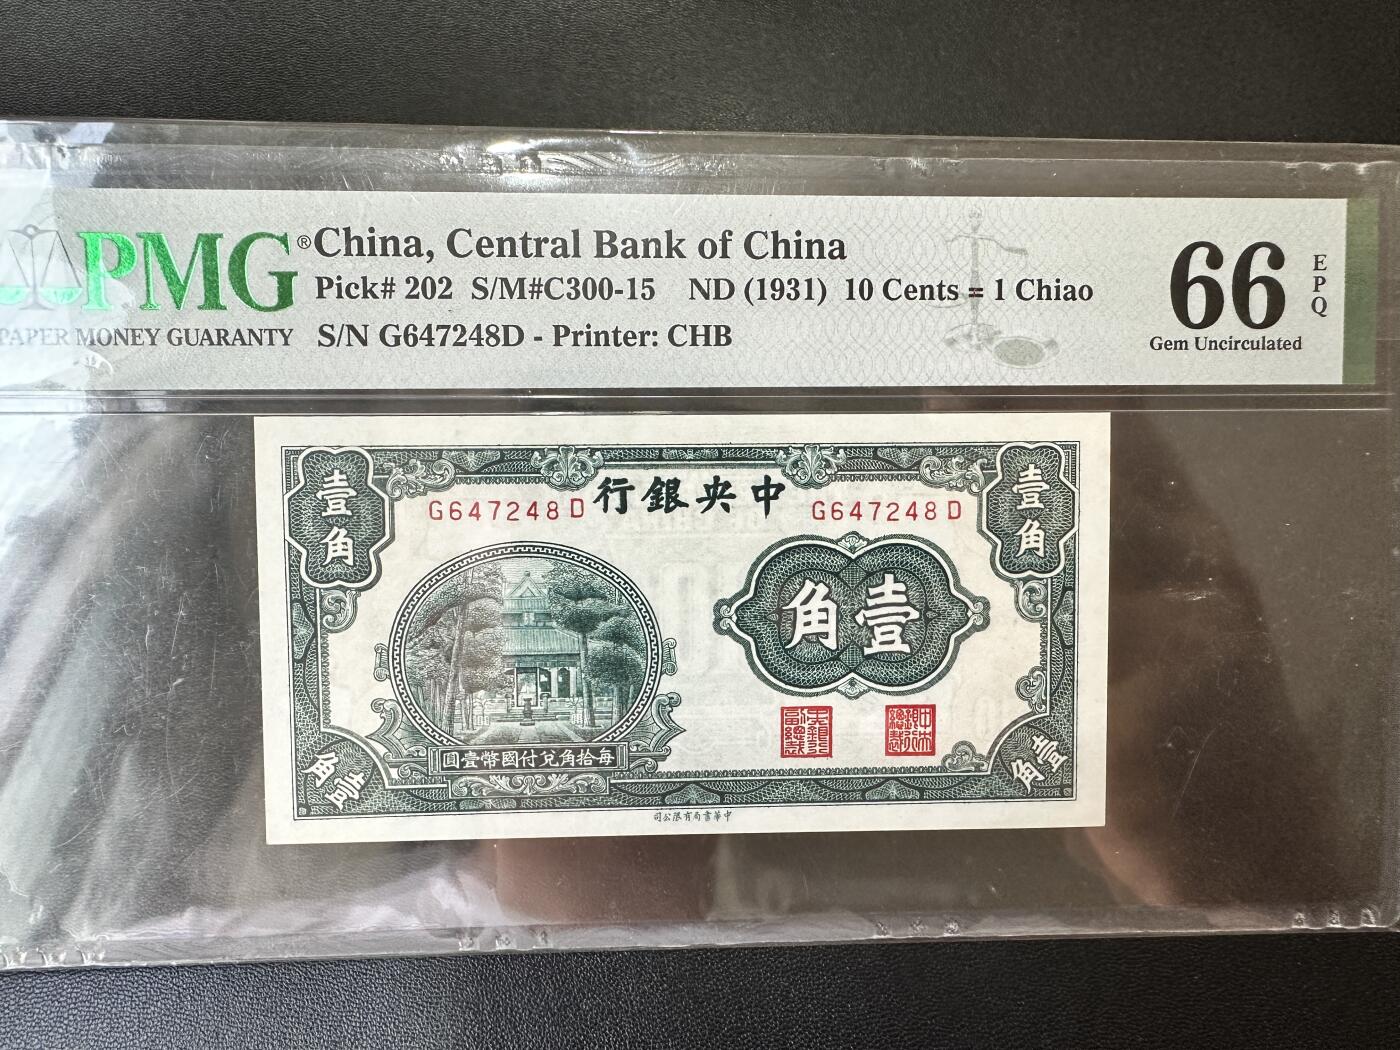 PMG®
PAPER MONEY GUARANTY
China, Central Bank of China
Pick# 202 S/M#C300-15 ND (1931) 10 Cents = 1 Chiao
S/N G647248D - Printer: CHB
66
EPQ
Gem Uncirculated
壹角
壹角
行銀央中
G647248D
G647248D
角壹
圓壹幣國付兌角拾每
角壹
壹角
司公限有局書華中